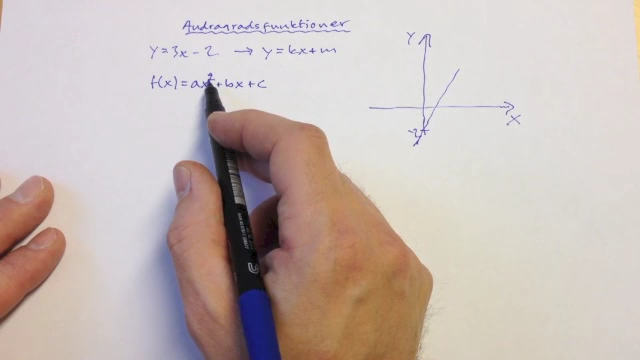 Andragradsfunktioner
y=3x-2 → y=kx+m
f(x)=ax²+bx+c
y
x
-2